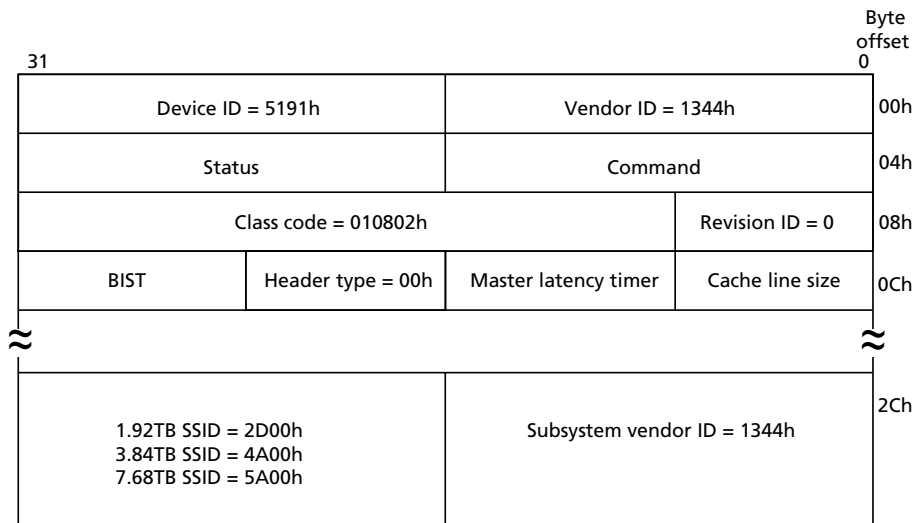 Byte
offset
31 0
Device ID = 5191h Vendor ID = 1344h 00h
Status Command 04h
Class code = 010802h Revision ID = 0 08h
BIST Header type = 00h Master latency timer Cache line size 0Ch
≈ ≈
2Ch
1.92TB SSID = 2D00h Subsystem vendor ID = 1344h
3.84TB SSID = 4A00h
7.68TB SSID = 5A00h